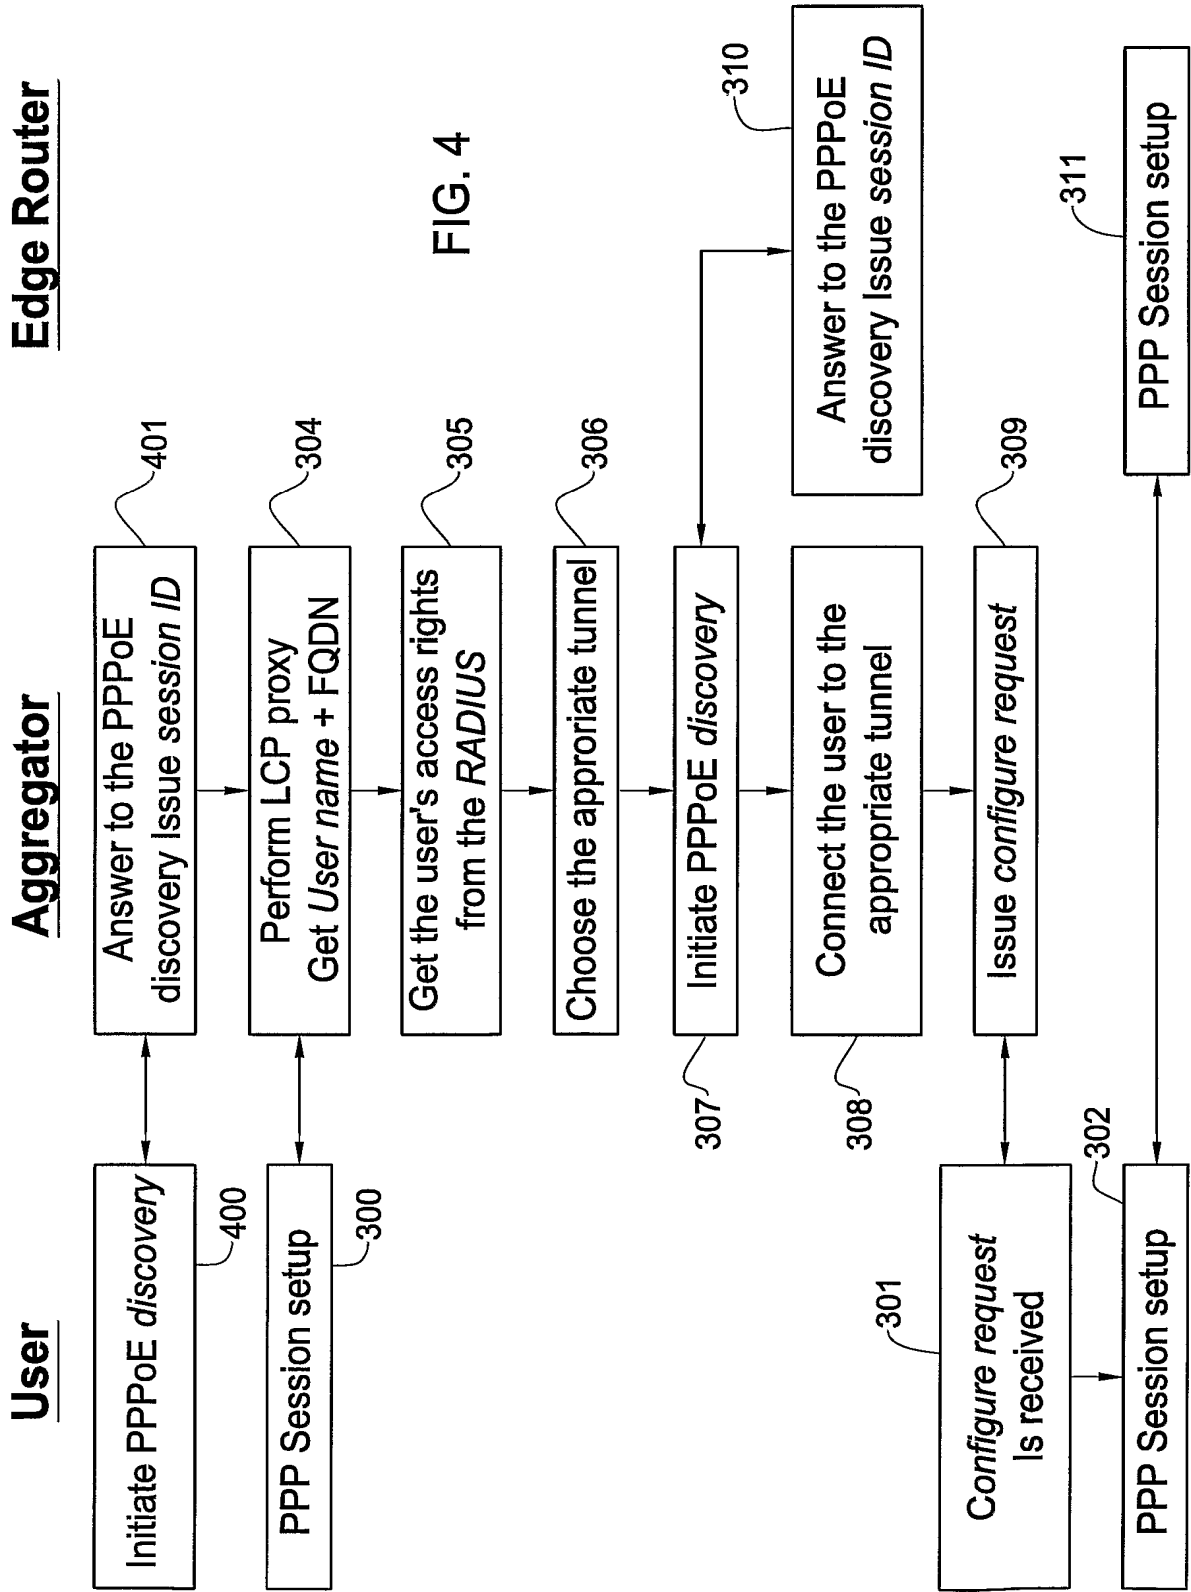 User
Aggregator
Edge Router
Initiate PPPoE discovery
400
Answer to the PPPoE
discovery Issue session ID
401
PPP Session setup
300
Perform LCP proxy
Get User name + FQDN
304
Get the user's access rights
from the RADIUS
305
Choose the approriate tunnel
306
FIG. 4
Initiate PPPoE discovery
307
310
Answer to the PPPoE
discovery Issue session ID
Connect the user to the
appropriate tunnel
308
301
Configure request
Is received
Issue configure request
309
302
PPP Session setup
311
PPP Session setup